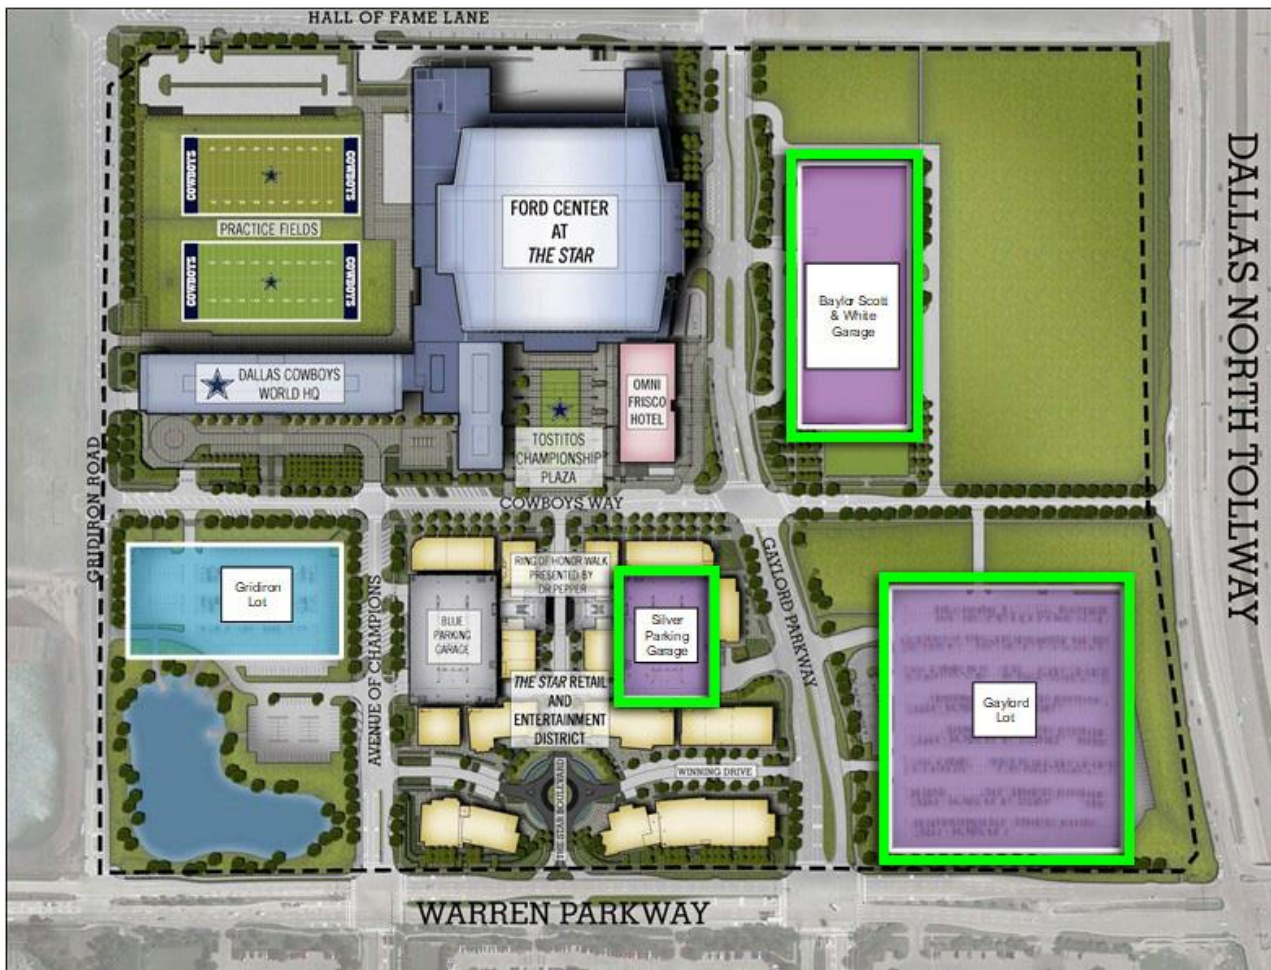 HALL OF FAME LANE
COWBOYS
COWBOYS
PRACTICE FIELDS
COWBOYS
COWBOYS
FORD CENTER
AT
THE STAR
Baylor Scott
& White
Garage
DALLAS NORTH TOLLWAY
DALLAS COWBOYS
WORLD HQ
OMNI
FRISCO
HOTEL
TOSTITOS
CHAMPIONSHIP
PLAZA
COWBOYS WAY
GRIDIRON ROAD
Gridiron
Lot
AVENUE OF CHAMPIONS
RING OF HONOR WALK
PRESENTED BY
DR PEPPER
BLUE
PARKING
GARAGE
Silver
Parking
Garage
GAYLORD PARKWAY
THE STAR RETAIL
AND
ENTERTAINMENT
DISTRICT
Gaylord
Lot
WINNING DRIVE
THE STAR BOULEVARD
WARREN PARKWAY